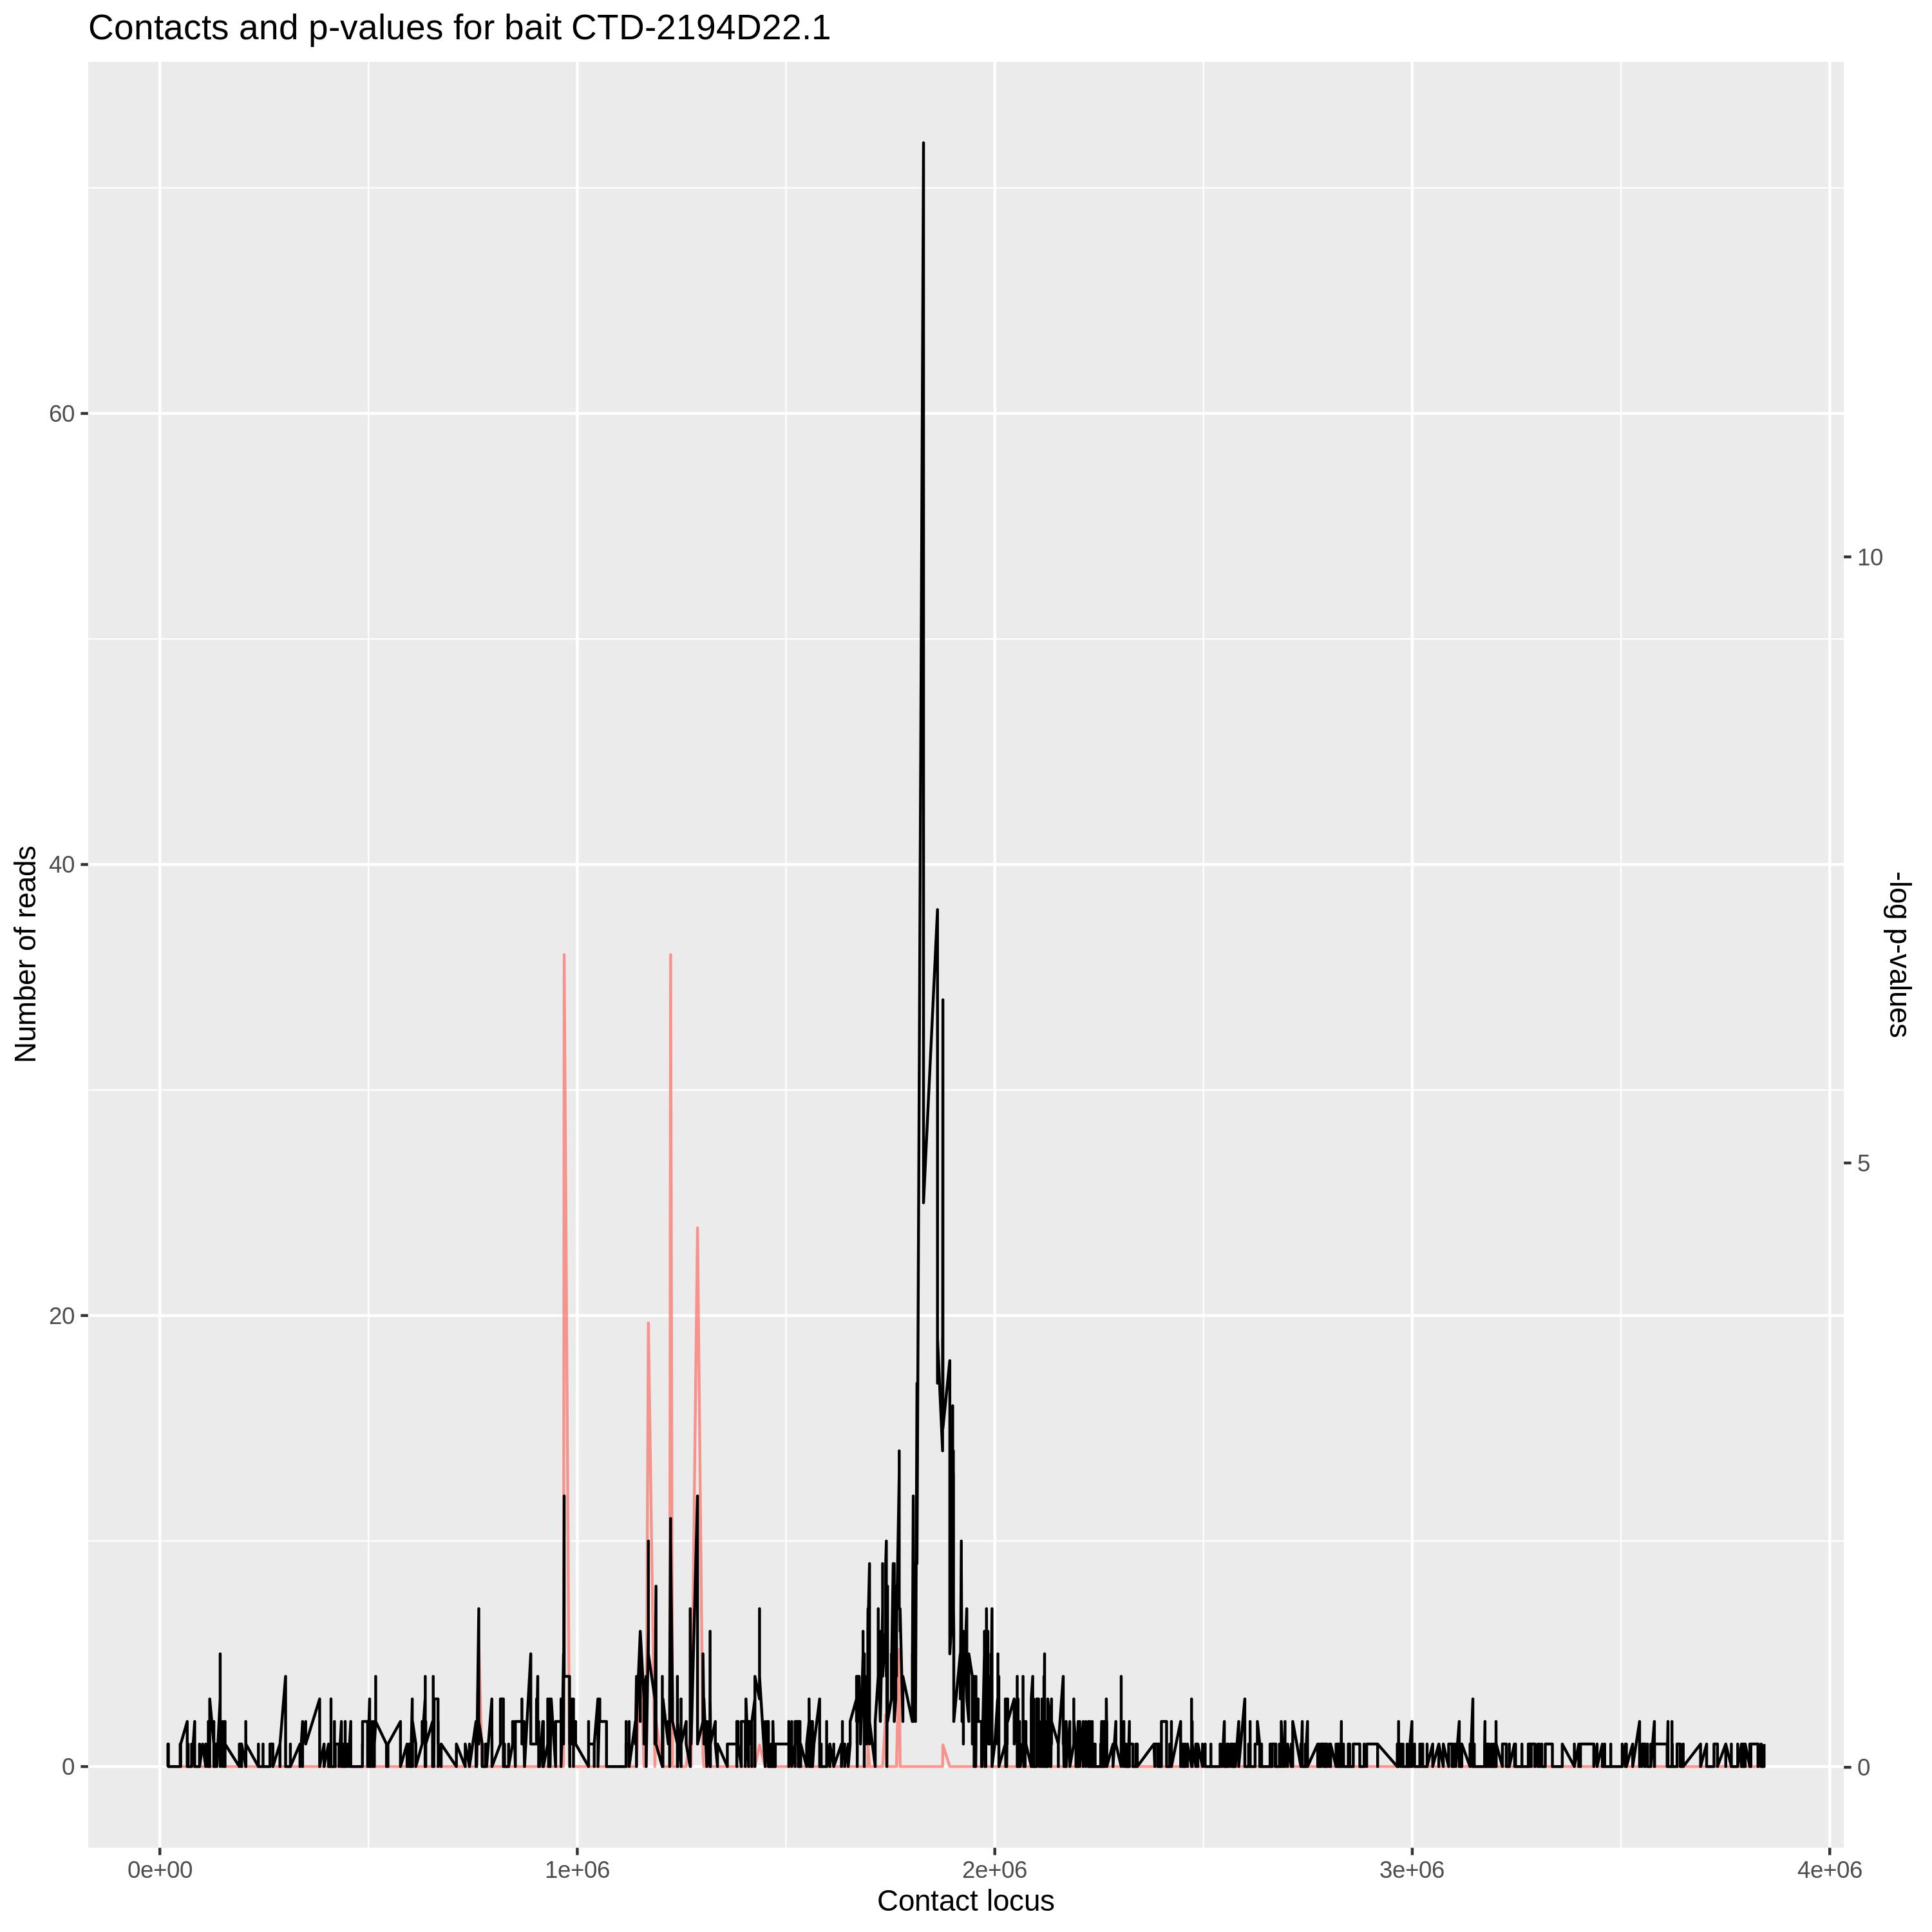 Contacts and p-values for bait CTD-2194D22.1
Number of reads
60
40
20
0
10
5
0
-log p-values
0e+00
1e+06
2e+06
3e+06
4e+06
Contact locus